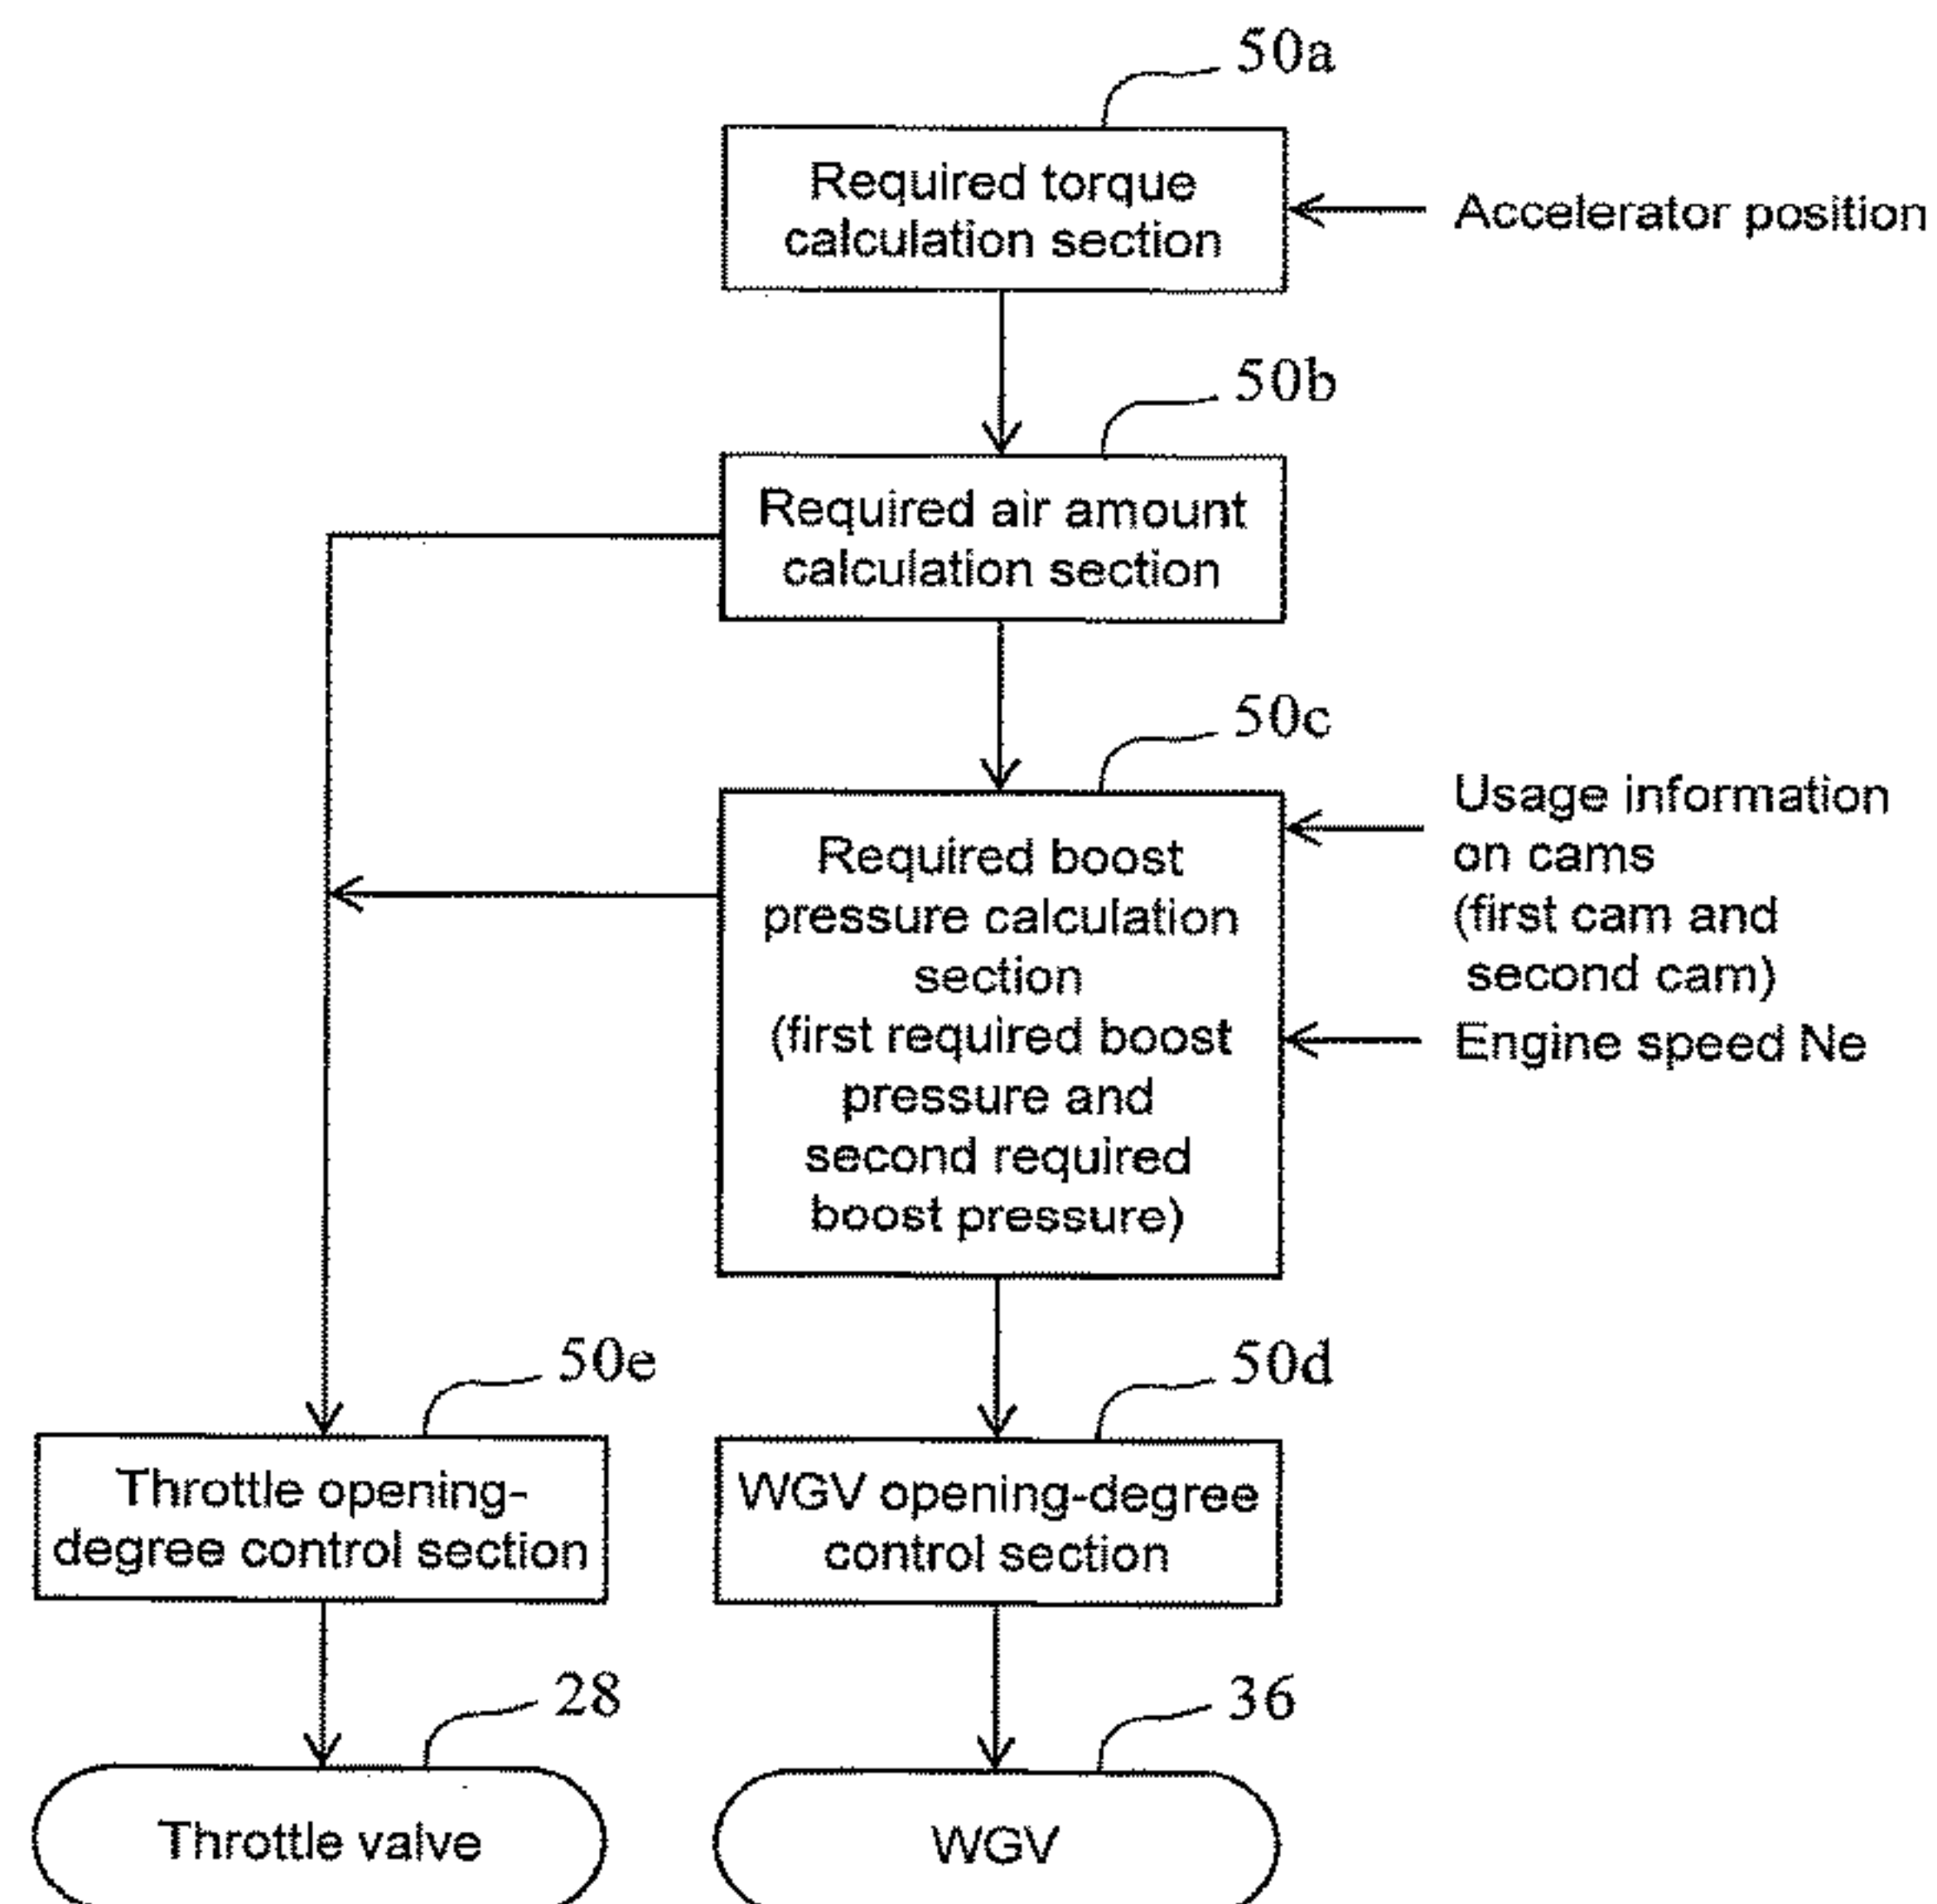 50a
Required torque
calculation section
Accelerator position
50b
Required air amount
calculation section
50c
Required boost
pressure calculation
section
(first required boost
pressure and
second required
boost pressure)
Usage information
on cams
(first cam and
second cam)
Engine speed Ne
50e
Throttle opening-
degree control section
50d
WGV opening-degree
control section
28
Throttle valve
36
WGV